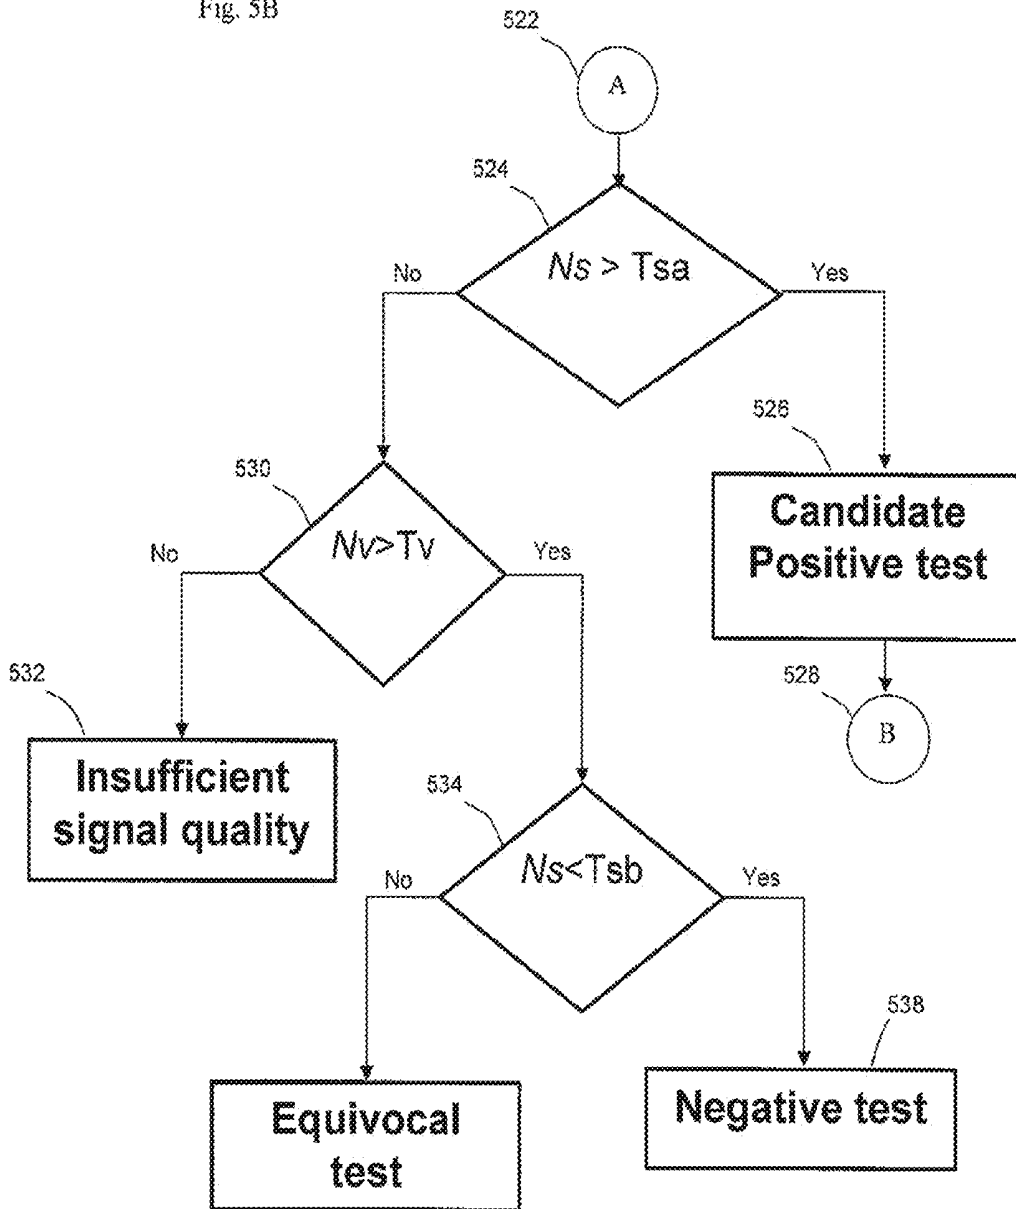 Fig. 5B
522
A
524
Ns > Tsa
No
Yes
526
Candidate
Positive test
530
Nv>Tv
No
Yes
528
B
532
Insufficient
signal quality
534
Ns<Tsb
No
Yes
538
Equivocal
test
Negative test